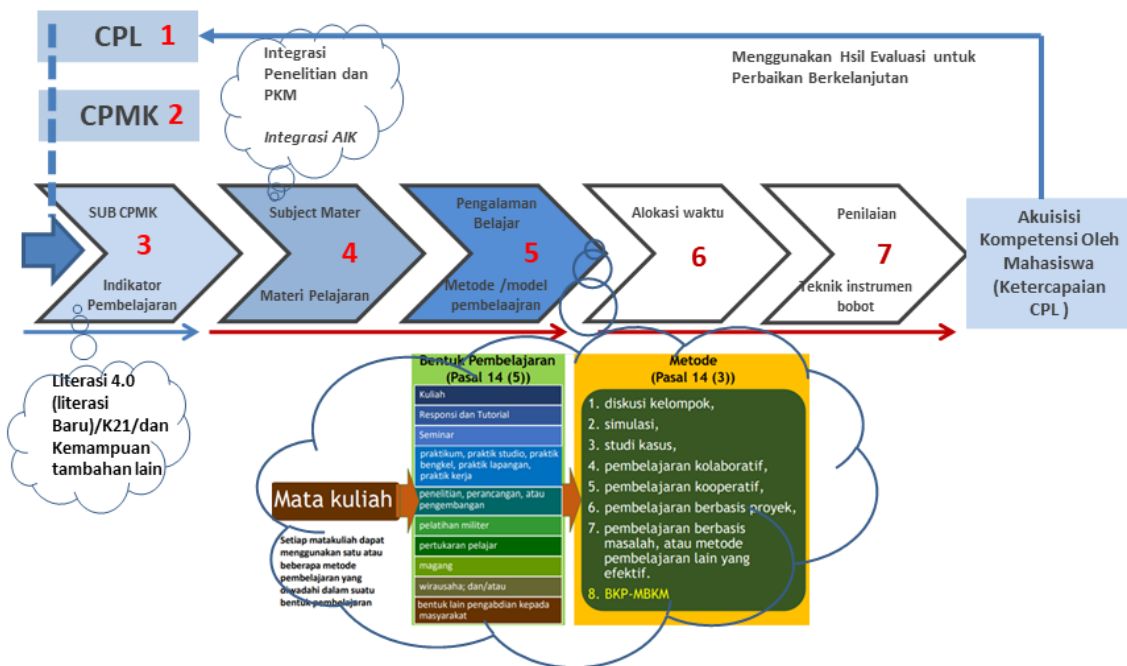 CPL 1
CPMK 2
Integrasi
Penelitian dan
PKM
Integrasi AIK
Menggunakan Hsil Evaluasi untuk
Perbaikan Berkelanjutan
SUB CPMK
3
Indikator
Pembelajaran
Subject Mater
4
Materi Pelajaran
Pengalaman
Belajar
5
Metode /model
pembelaajran
Alokasi waktu
6
Penilaian
7
Teknik instrumen
bobot
Akuisisi
Kompetensi Oleh
Mahasiswa
(Ketercapaian
CPL )
Literasi 4.0
(literasi
Baru)/K21/dan
Kemampuan
tambahan lain
Mata kuliah
Setiap matakuliah dapat
menggunakan satu atau
beberapa metode
pembelajaran yang
diwadahi dalam suatu
bentuk pembelajaran
Bentuk Pembelajaran
(Pasal 14 (5))
Kuliah
Responsi dan Tutorial
Seminar
praktikum, praktik studio, praktik
bengkel, praktik lapangan,
praktik kerja
penelitian, perancangan, atau
pengembangan
pelatihan militer
pertukaran pelajar
magang
wirausaha; dan/atau
bentuk lain pengabdian kepada
masyarakat
Metode
(Pasal 14 (3))
1. diskusi kelompok,
2. simulasi,
3. studi kasus,
4. pembelajaran kolaboratif,
5. pembelajaran kooperatif,
6. pembelajaran berbasis proyek,
7. pembelajaran berbasis
masalah, atau metode
pembelajaran lain yang
efektif.
8. BKP-MBKM